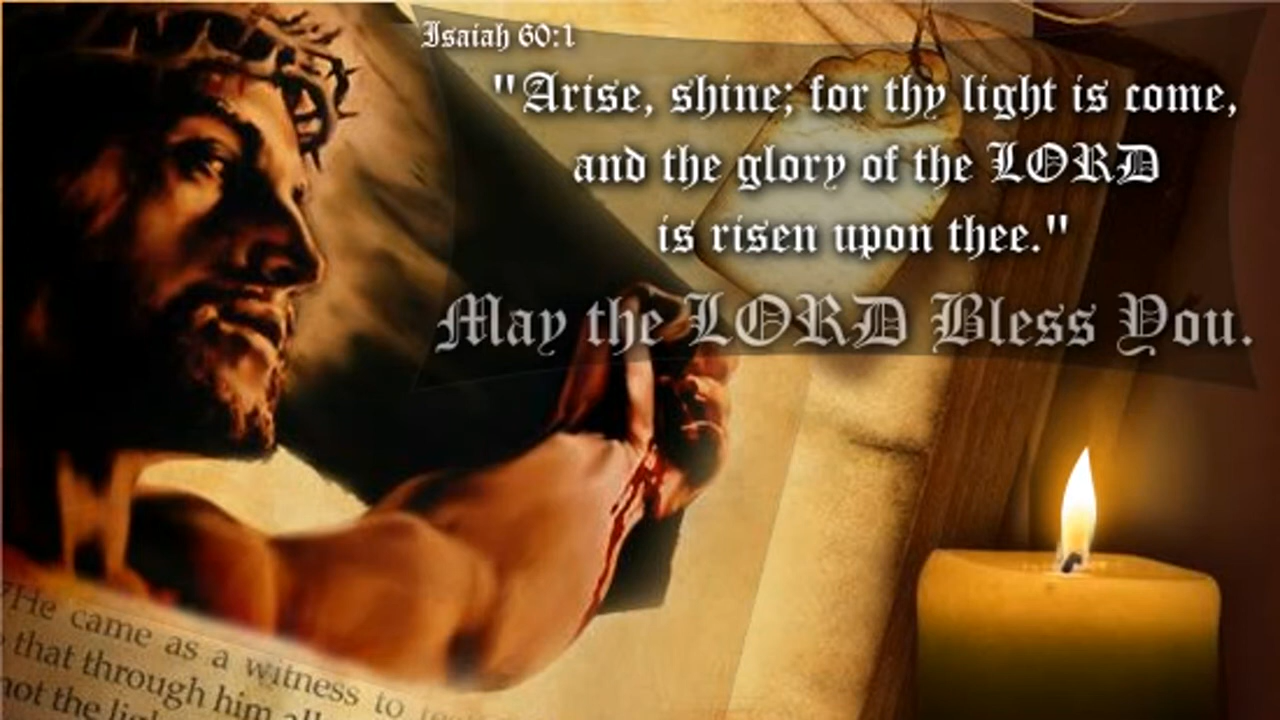 Isaiah 60:1
"Arise, shine; for thy light is come,
and the glory of the LORD
is risen upon thee."
May the LORD Bless You.
He came as a witness to
that through him
not the